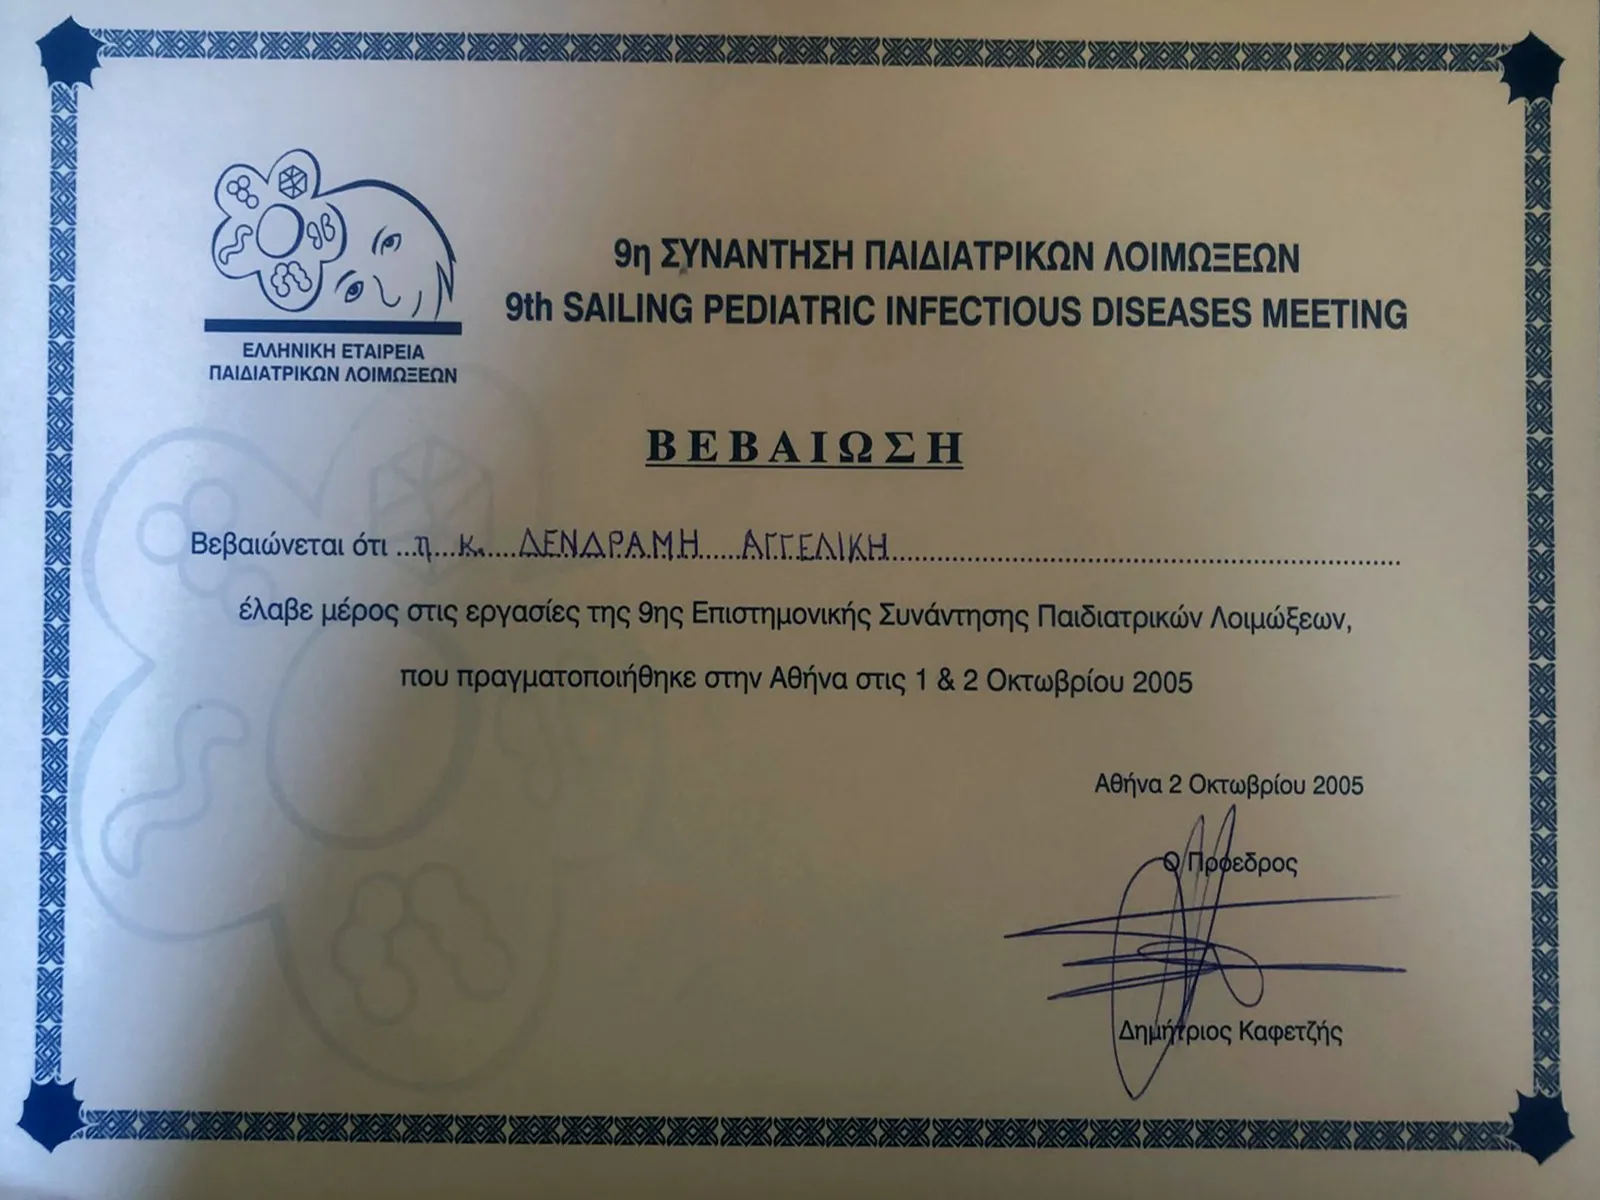 9η ΣΥΝΑΝΤΗΣΗ ΠΑΙΔΙΑΤΡΙΚΩΝ ΛΟΙΜΩΞΕΩΝ
9th SAILING PEDIATRIC INFECTIOUS DISEASES MEETING
ΕΛΛΗΝΙΚΗ ΕΤΑΙΡΕΙΑ
ΠΑΙΔΙΑΤΡΙΚΩΝ ΛΟΙΜΩΞΕΩΝ
ΒΕΒΑΙΩΣΗ
Βεβαιώνεται ότι ...η...κ.....ΔΕΝΔΡΑΜΗ.....ΑΓΓΕΛΙΚΗ...
έλαβε μέρος στις εργασίες της 9ης Επιστημονικής Συνάντησης Παιδιατρικών Λοιμώξεων,
που πραγματοποιήθηκε στην Αθήνα στις 1 & 2 Οκτωβρίου 2005
Αθήνα 2 Οκτωβρίου 2005
Ο Πρόεδρος
Δημήτριος Καφετζής